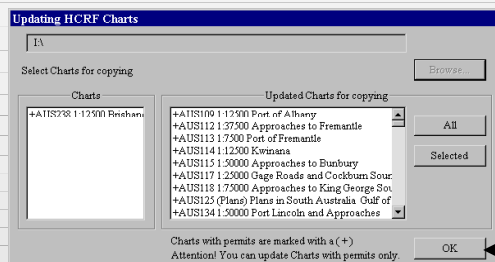 Updating HCRF Charts
I:\
Select Charts for copying
Browse...
Charts
Updated Charts for copying
+AUS238 1:12500 Brisban
+AUS109 1:12500 Port of Albany
+AUS112 1:37500 Approaches to Fremantle
+AUS113 1:7500 Port of Fremantle
+AUS114 1:12500 Kwinana
+AUS115 1:50000 Approaches to Bunbury
+AUS117 1:25000 Gage Roads and Cockburn Soun
+AUS118 1:75000 Approaches to King George Sou
+AUS125 (Plans) Plans in South Australia Gulf of
+AUS134 1:50000 Port Lincoln and Approaches
All
Selected
Charts with permits are marked with a (+)
Attention! You can update Charts with permits only.
OK